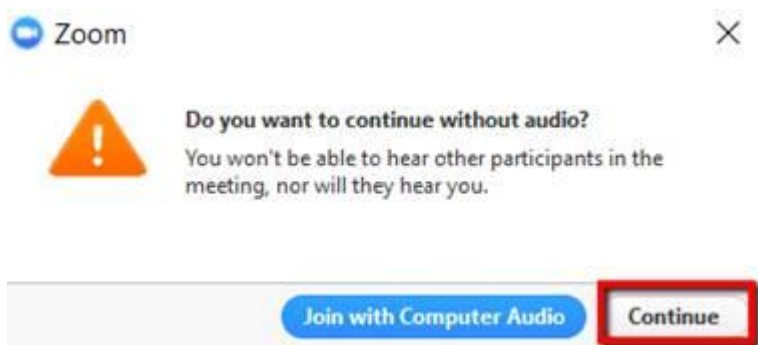 Zoom
Do you want to continue without audio?
You won't be able to hear other participants in the
meeting, nor will they hear you.
Join with Computer Audio
Continue